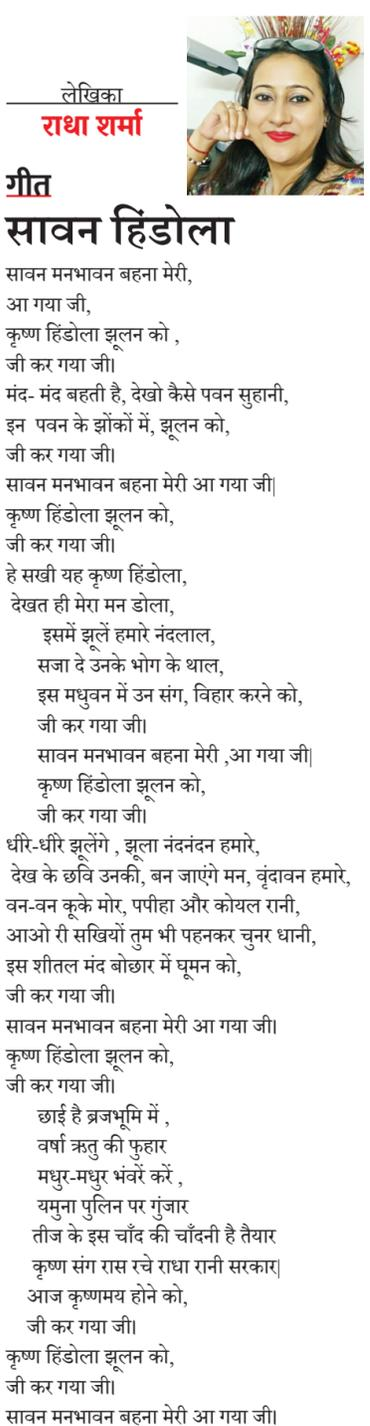 लेखिका
राधा शर्मा
गीत
सावन हिंडोला
सावन मनभावन बहना मेरी,
आ गया जी,
कृष्ण हिंडोला झूलन को ,
जी कर गया जी।
मंद- मंद बहती है, देखो कैसे पवन सुहानी,
इन पवन के झोंकों में, झूलन को,
जी कर गया जी।
सावन मनभावन बहना मेरी आ गया जी|
कृष्ण हिंडोला झूलन को,
जी कर गया जी।
हे सखी यह कृष्ण हिंडोला,
देखत ही मेरा मन डोला,
इसमें झूलें हमारे नंदलाल,
सजा दे उनके भोग के थाल,
इस मधुवन में उन संग, विहार करने को,
जी कर गया जी।
सावन मनभावन बहना मेरी ,आ गया जी|
कृष्ण हिंडोला झूलन को,
जी कर गया जी।
धीरे-धीरे झूलेंगे , झूला नंदनंदन हमारे,
देख के छवि उनकी, बन जाएंगे मन, वृंदावन हमारे,
वन-वन कूके मोर, पपीहा और कोयल रानी,
आओ री सखियों तुम भी पहनकर चुनर धानी,
इस शीतल मंद बोछार में घूमन को,
जी कर गया जी।
सावन मनभावन बहना मेरी आ गया जी।
कृष्ण हिंडोला झूलन को,
जी कर गया जी।
छाई है ब्रजभूमि में ,
वर्षा ऋतु की फुहार
मधुर-मधुर भंवरें करें ,
यमुना पुलिन पर गुंजार
तीज के इस चाँद की चाँदनी है तैयार
कृष्ण संग रास रचे राधा रानी सरकार|
आज कृष्णमय होने को,
जी कर गया जी।
कृष्ण हिंडोला झूलन को,
जी कर गया जी।
सावन मनभावन बहना मेरी आ गया जी।